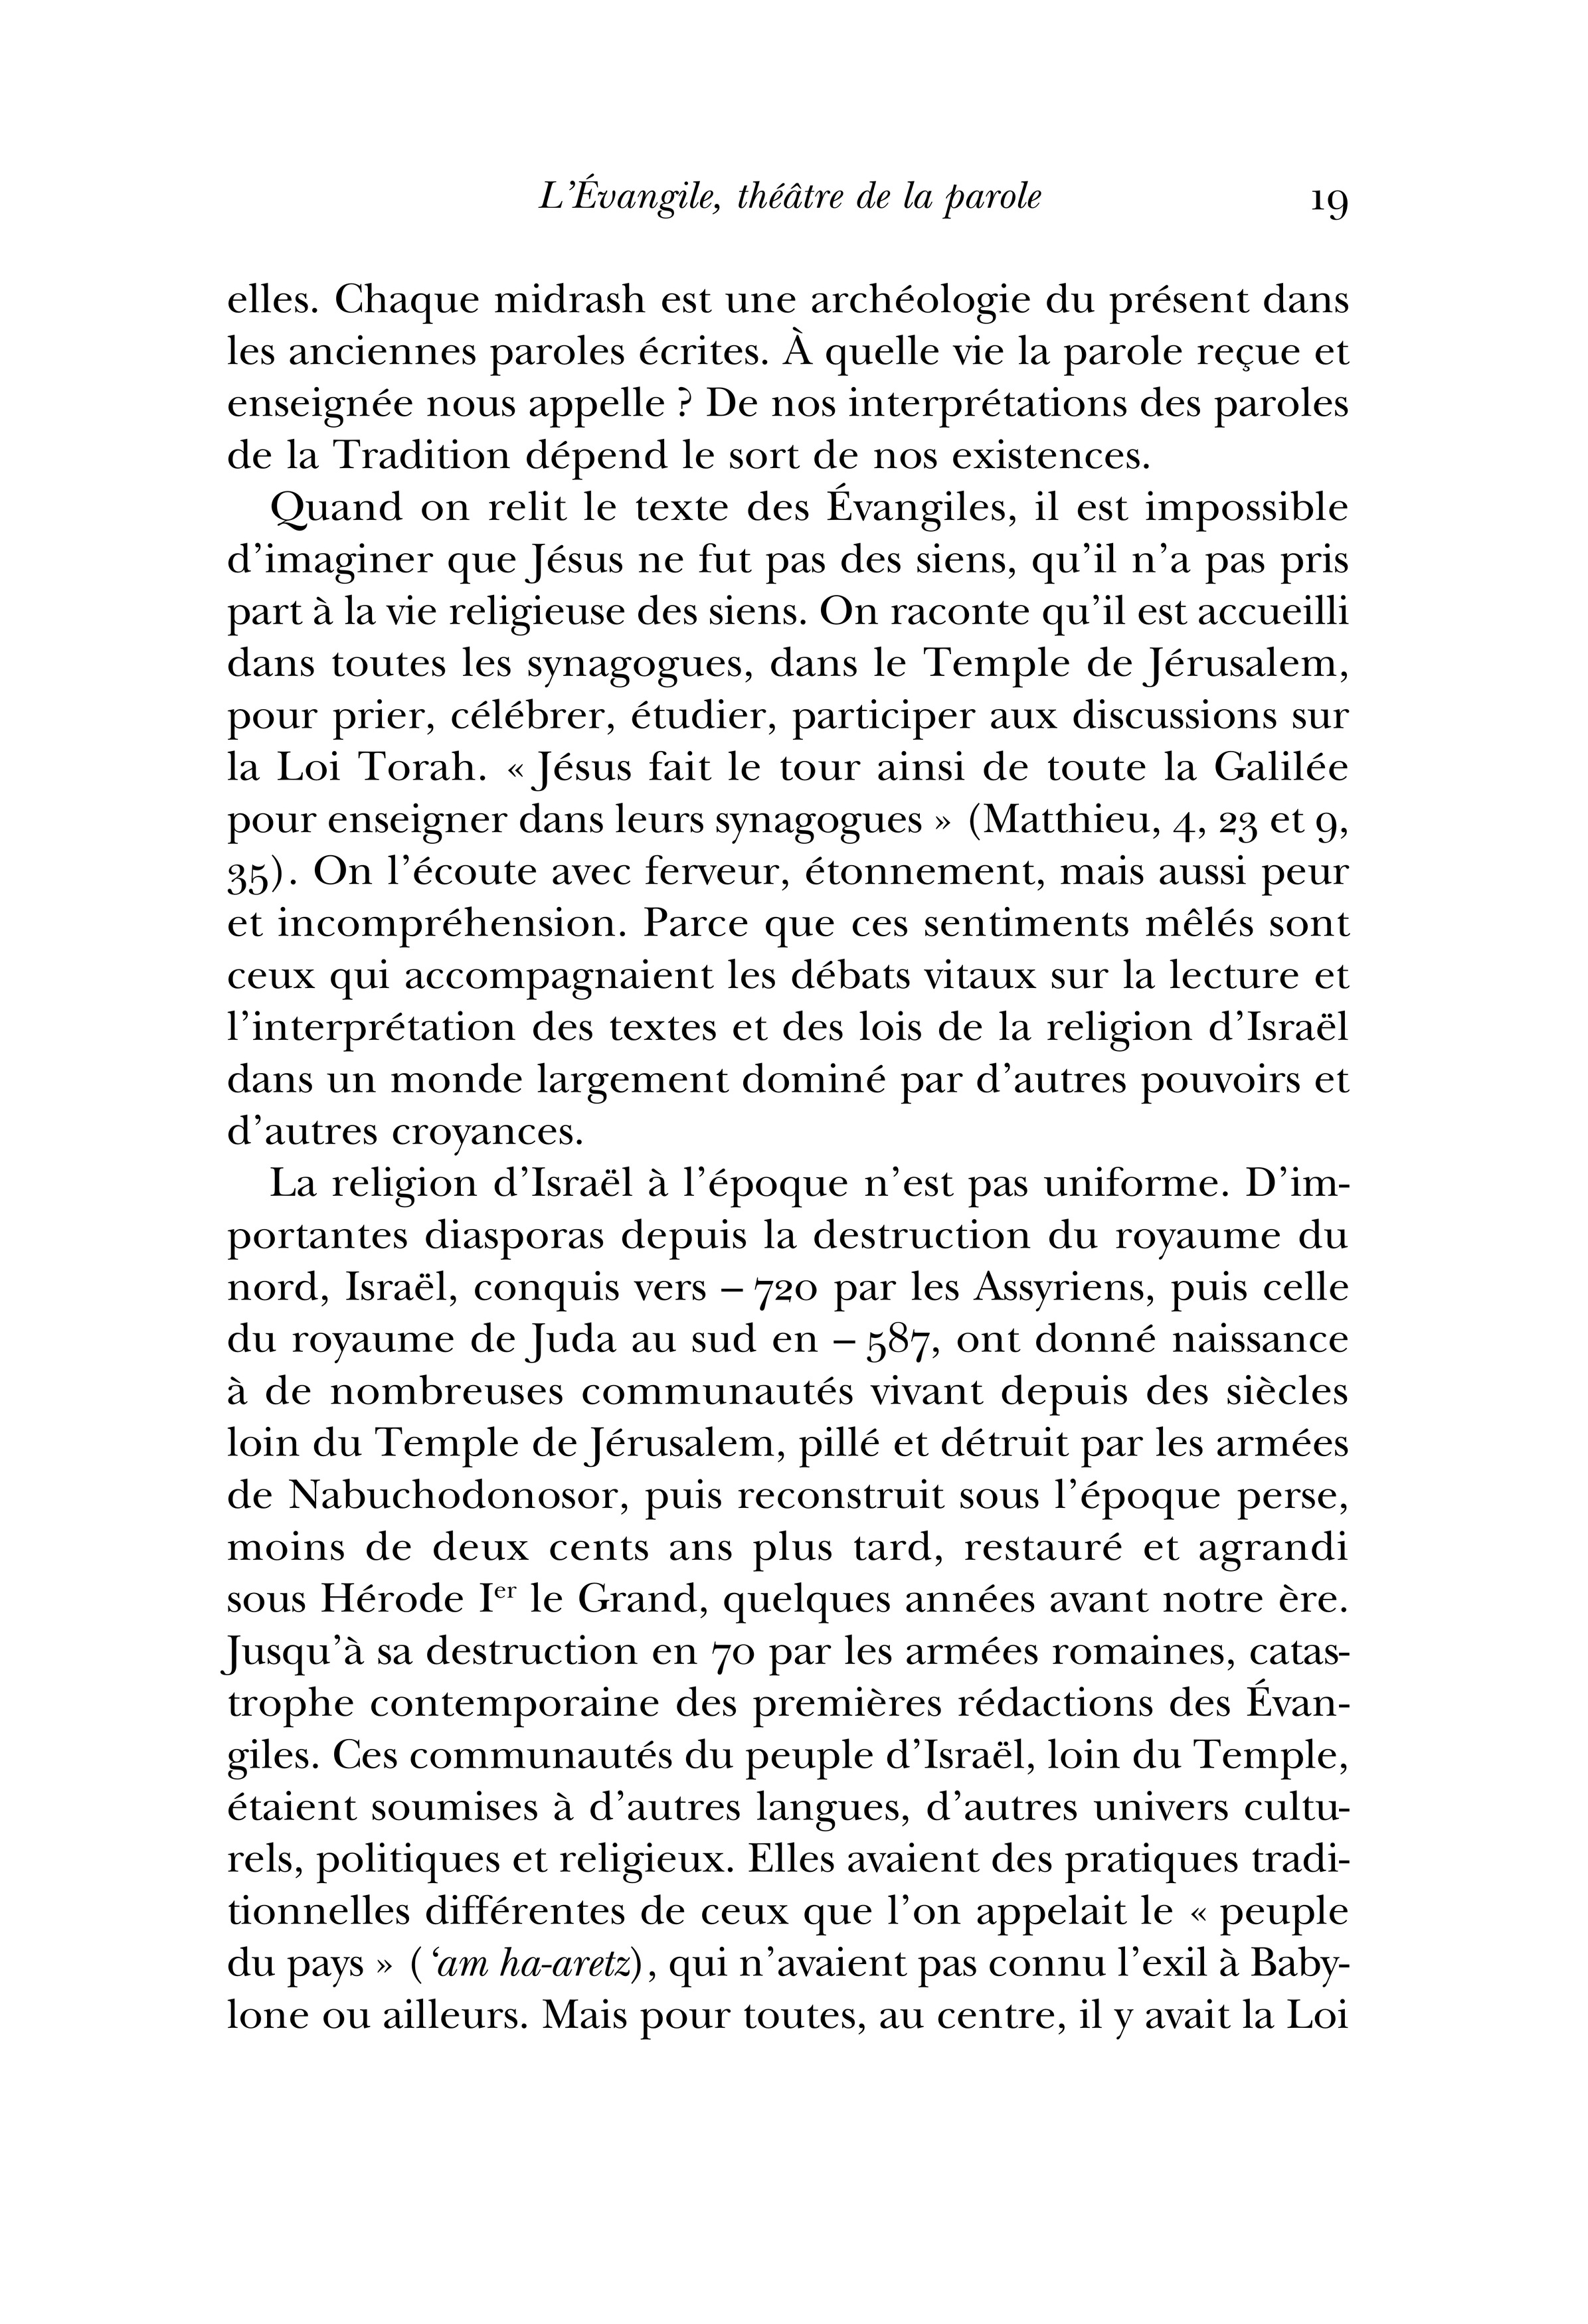 L’Évangile, théâtre de la parole 19
elles. Chaque midrash est une archéologie du présent dans
les anciennes paroles écrites. À quelle vie la parole reçue et
enseignée nous appelle ? De nos interprétations des paroles
de la Tradition dépend le sort de nos existences.
Quand on relit le texte des Évangiles, il est impossible
d’imaginer que Jésus ne fut pas des siens, qu’il n’a pas pris
part à la vie religieuse des siens. On raconte qu’il est accueilli
dans toutes les synagogues, dans le Temple de Jérusalem,
pour prier, célébrer, étudier, participer aux discussions sur
la Loi Torah. « Jésus fait le tour ainsi de toute la Galilée
pour enseigner dans leurs synagogues » (Matthieu, 4, 23 et 9,
35). On l’écoute avec ferveur, étonnement, mais aussi peur
et incompréhension. Parce que ces sentiments mêlés sont
ceux qui accompagnaient les débats vitaux sur la lecture et
l’interprétation des textes et des lois de la religion d’Israël
dans un monde largement dominé par d’autres pouvoirs et
d’autres croyances.
La religion d’Israël à l’époque n’est pas uniforme. D’im-
portantes diasporas depuis la destruction du royaume du
nord, Israël, conquis vers – 720 par les Assyriens, puis celle
du royaume de Juda au sud en – 587, ont donné naissance
à de nombreuses communautés vivant depuis des siècles
loin du Temple de Jérusalem, pillé et détruit par les armées
de Nabuchodonosor, puis reconstruit sous l’époque perse,
moins de deux cents ans plus tard, restauré et agrandi
sous Hérode Ier le Grand, quelques années avant notre ère.
Jusqu’à sa destruction en 70 par les armées romaines, catas-
trophe contemporaine des premières rédactions des Évan-
giles. Ces communautés du peuple d’Israël, loin du Temple,
étaient soumises à d’autres langues, d’autres univers cultu-
rels, politiques et religieux. Elles avaient des pratiques tradi-
tionnelles différentes de ceux que l’on appelait le « peuple
du pays » (‘am ha-aretz), qui n’avaient pas connu l’exil à Baby-
lone ou ailleurs. Mais pour toutes, au centre, il y avait la Loi